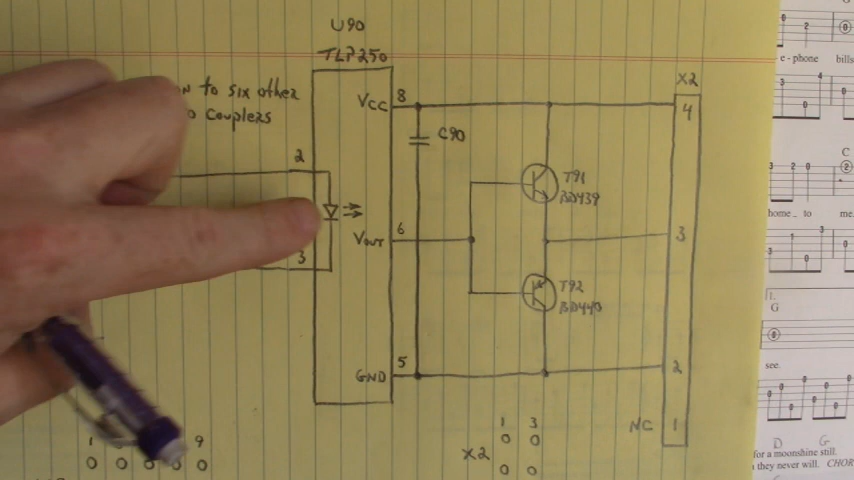 U90
TLP250
to six other
couplers
2
3
Vcc
8
C90
VOUT
6
GND
5
T91
BD439
T92
BD440
X2
4
3
2
NC 1
1 3
X2
9
e - phone bills
C
home _ to me.
1.
G
see.
D G
for a moonshine still.
they never will. CHOR